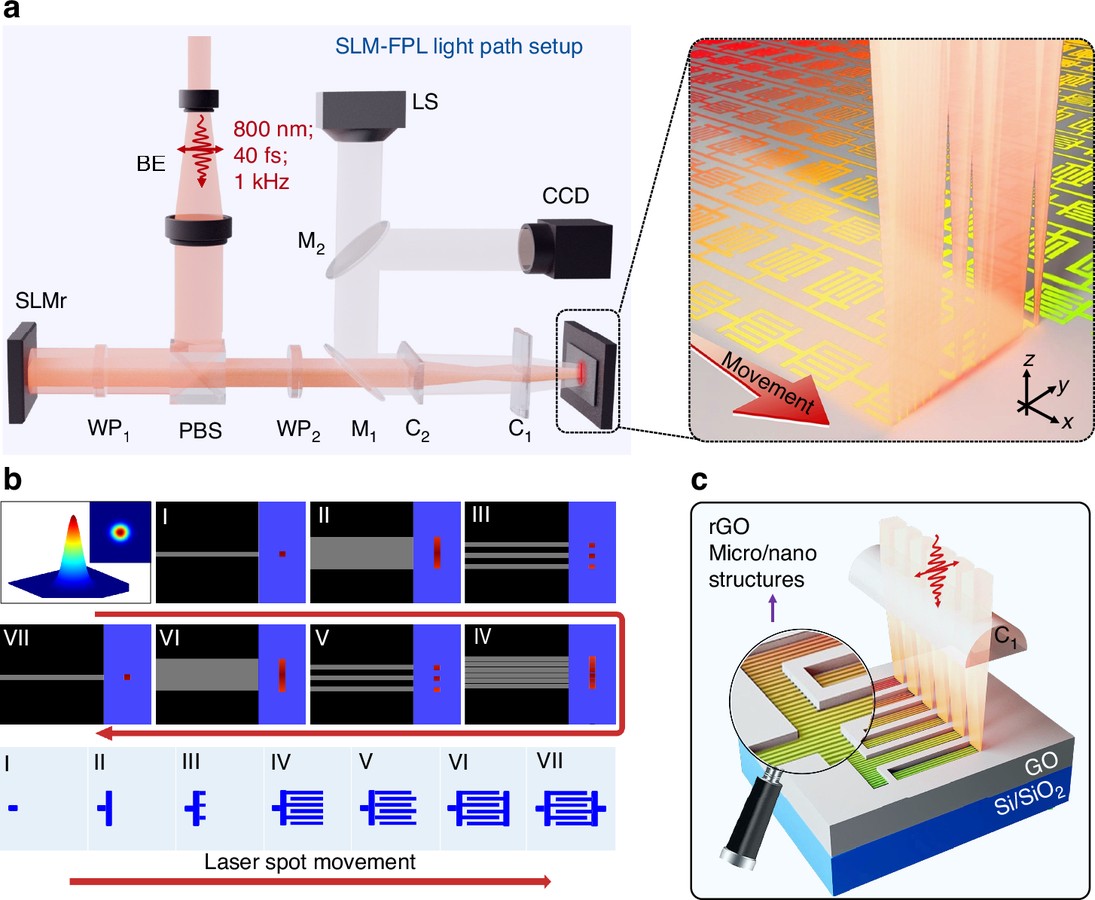 a
SLM-FPL light path setup
LS
800 nm;
40 fs;
1 kHz
BE
CCD
M₂
SLMr
WP₁
PBS
WP₂
M₁
C₂
C₁
Movement
z
y
x
b
I
II
III
VII
VI
V
IV
I
II
III
IV
V
VI
VII
Laser spot movement
c
rGO
Micro/nano
structures
C₁
GO
Si/SiO₂